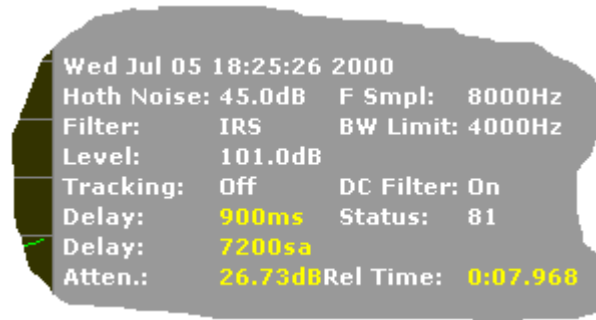 Wed Jul 05 18:25:26 2000
Hoth Noise: 45.0dB F Smpl: 8000Hz
Filter: IRS BW Limit: 4000Hz
Level: 101.0dB
Tracking: Off DC Filter: On
Delay: 900ms Status: 81
Delay: 7200sa
Atten.: 26.73dB Rel Time: 0:07.968